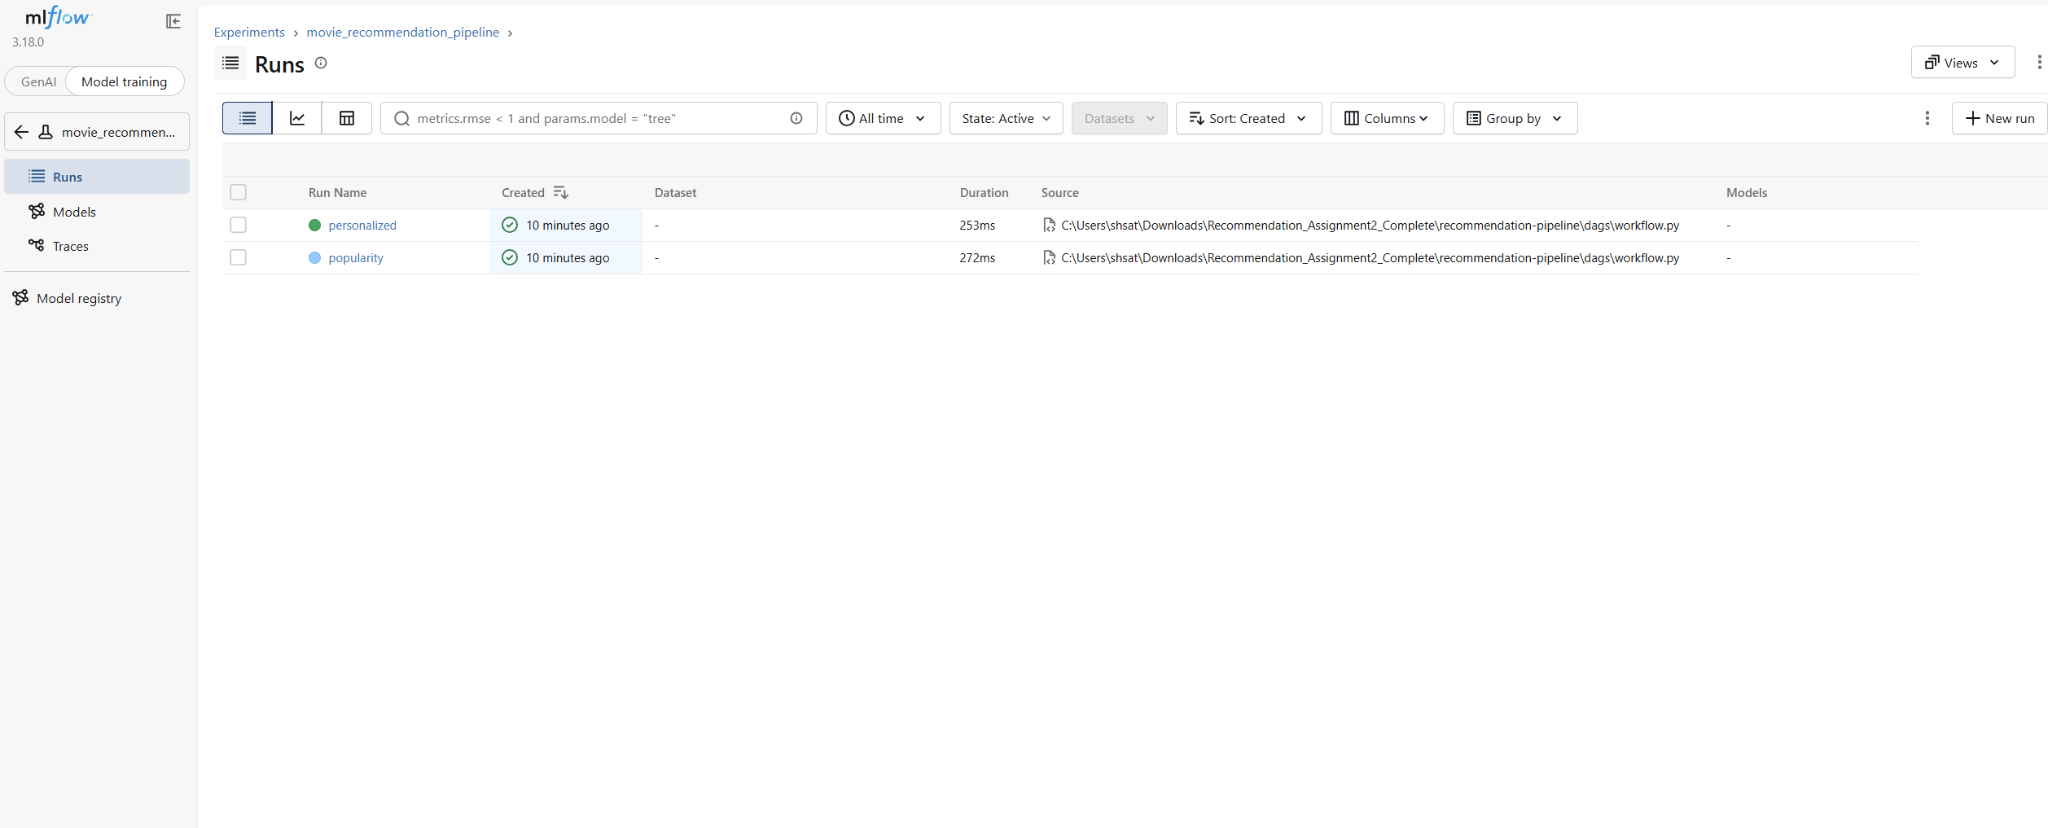 mlflow
3.18.0
GenAI Model training
movie_recommen...
Runs
Models
Traces
Model registry
Experiments > movie_recommendation_pipeline >
Runs
Views
metrics.rmse < 1 and params.model = "tree" All time State: Active Datasets Sort: Created Columns Group by New run
Run Name Created Dataset Duration Source Models
personalized 10 minutes ago - 253ms C:\Users\shsat\Downloads\Recommendation_Assignment2_Complete\recommendation-pipeline\dags\workflow.py -
popularity 10 minutes ago - 272ms C:\Users\shsat\Downloads\Recommendation_Assignment2_Complete\recommendation-pipeline\dags\workflow.py -